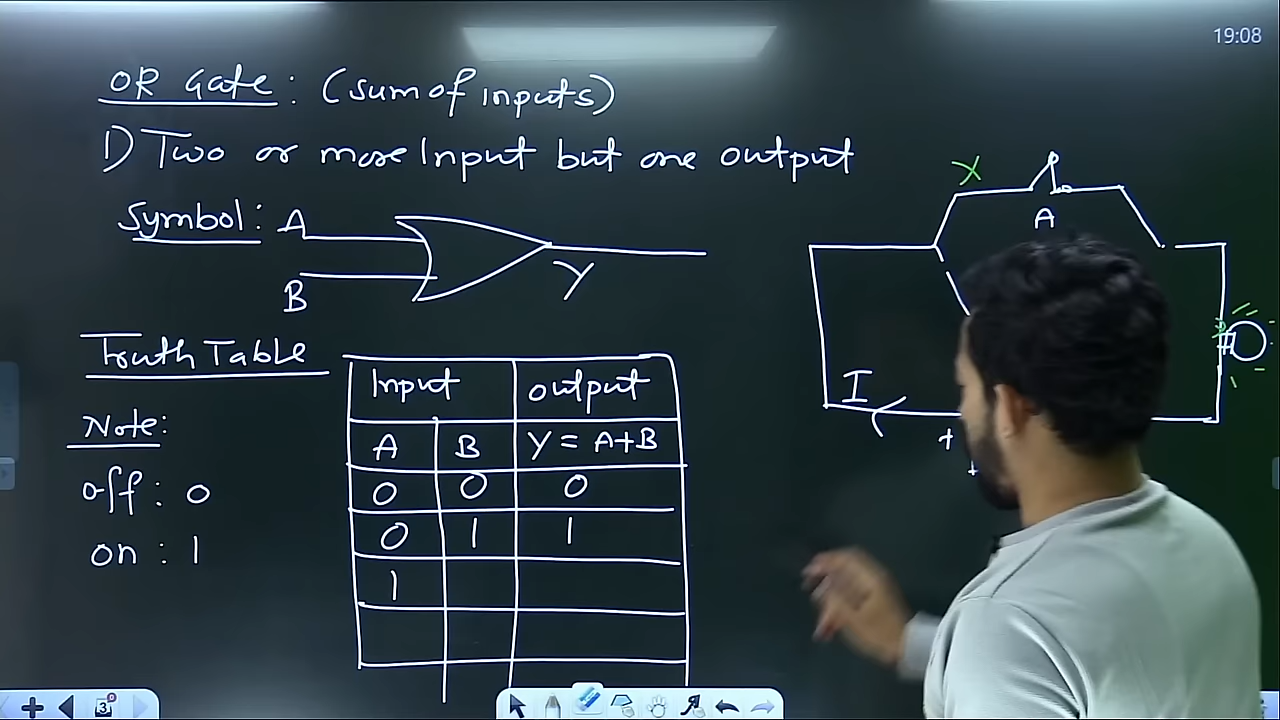 19:08
OR Gate: (sum of inputs)
1) Two or more Input but one output
Symbol: A
B
Y
X
A
Truth Table
Input output
A B Y = A+B
0 0 0
0 1 1
1
Note:
off: 0
on: 1
I
+
3